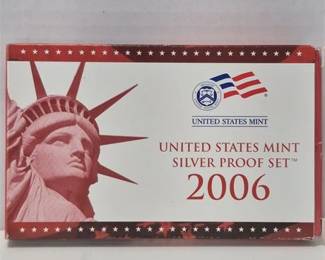 UNITED STATES MINT
UNITED STATES MINT
SILVER PROOF SET™
2006